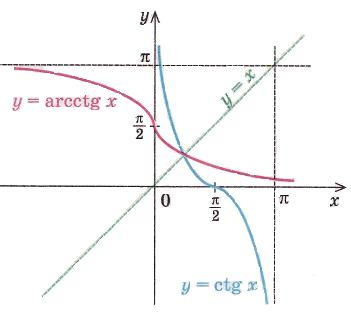 y
π
y = x
y = arcctg x
π/2
0
π/2
π
x
y = ctg x